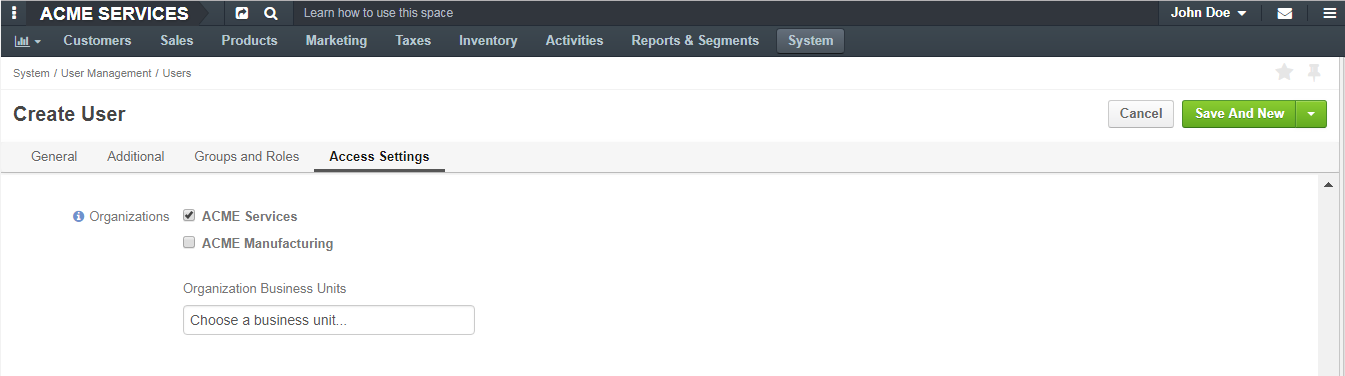 ACME SERVICES Learn how to use this space John Doe
Customers Sales Products Marketing Taxes Inventory Activities Reports & Segments System
System / User Management / Users
Create User Cancel Save And New
General Additional Groups and Roles Access Settings
Organizations ACME Services
ACME Manufacturing
Organization Business Units
Choose a business unit...